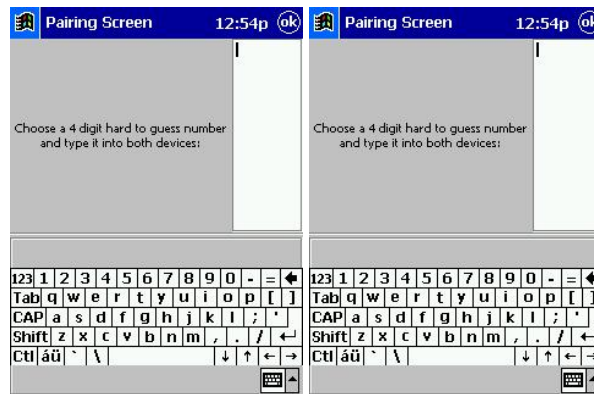 Pairing Screen 12:54p ok
Choose a 4 digit hard to guess number
and type it into both devices:
123 1 2 3 4 5 6 7 8 9 0 - =
Tab q w e r t y u i o p [ ]
CAP a s d f g h j k l ; '
Shift z x c v b n m , . /
Ctl áü ` \
Pairing Screen 12:54p ok
Choose a 4 digit hard to guess number
and type it into both devices:
123 1 2 3 4 5 6 7 8 9 0 - =
Tab q w e r t y u i o p [ ]
CAP a s d f g h j k l ; '
Shift z x c v b n m , . /
Ctl áü ` \